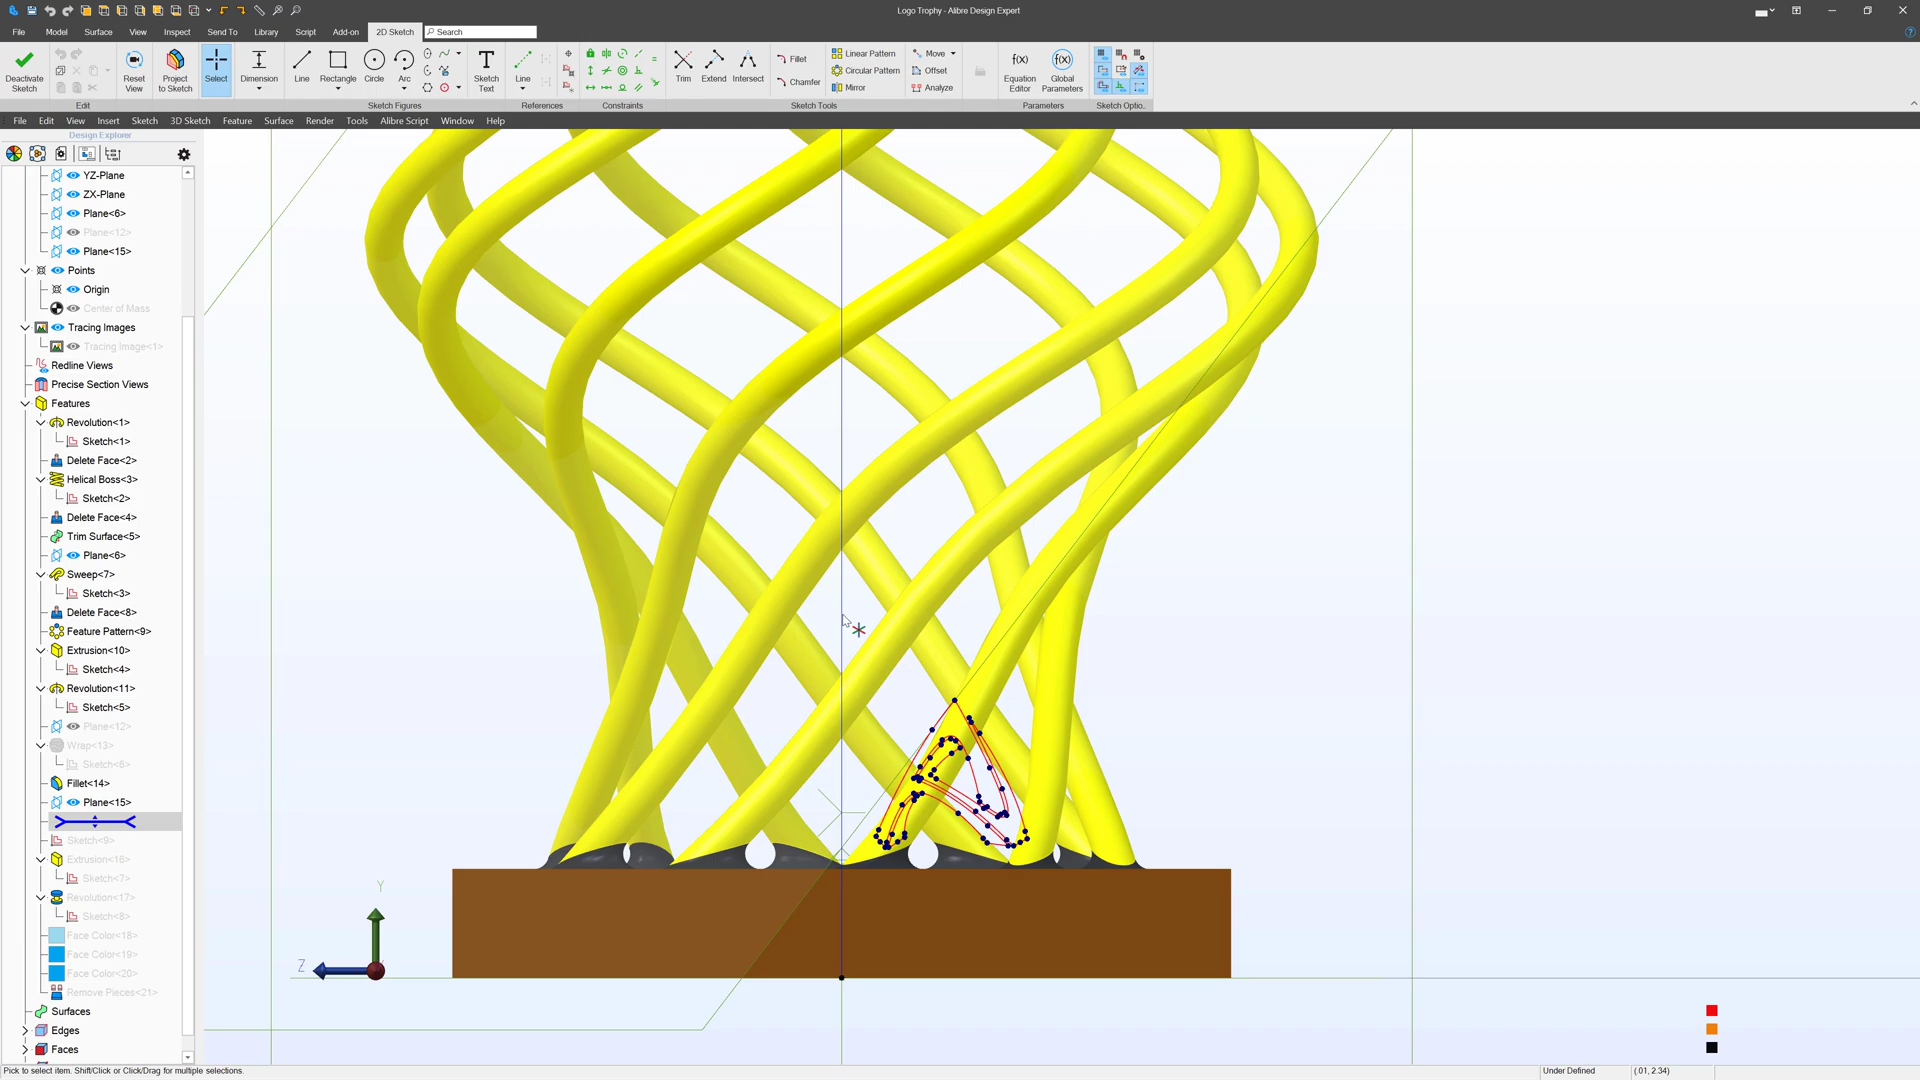 Logo Trophy - Alibre Design Expert
File Model Surface View Inspect Send To Library Script Add-on 2D Sketch Search
Deactivate Sketch
Reset View
Project to Sketch
Select
Dimension
Line
Rectangle
Circle
Arc
Sketch Text
Line
Trim
Extend
Intersect
Fillet
Chamfer
Linear Pattern
Circular Pattern
Mirror
Move
Offset
Analyze
f(x)
Equation Editor
f(x)
Global Parameters
Edit Sketch Figures References Constraints Sketch Tools Parameters Sketch Optio..
File Edit View Insert Sketch 3D Sketch Feature Surface Render Tools Alibre Script Window Help
Design Explorer
YZ-Plane
ZX-Plane
Plane<6>
Plane<12>
Plane<15>
Points
Origin
Center of Mass
Tracing Images
Tracing Image<1>
Redline Views
Precise Section Views
Features
Revolution<1>
Sketch<1>
Delete Face<2>
Helical Boss<3>
Sketch<2>
Delete Face<4>
Trim Surface<5>
Plane<6>
Sweep<7>
Sketch<3>
Delete Face<8>
Feature Pattern<9>
Extrusion<10>
Sketch<4>
Revolution<11>
Sketch<5>
Plane<12>
Wrap<13>
Sketch<6>
Fillet<14>
Plane<15>
Sketch<9>
Extrusion<16>
Sketch<7>
Revolution<17>
Sketch<8>
Face Color<18>
Face Color<19>
Face Color<20>
Remove Pieces<21>
Surfaces
Edges
Faces
Y
Z
Pick to select item. Shift/Click or Click/Drag for multiple selections.
Under Defined
(.01, 2.34)